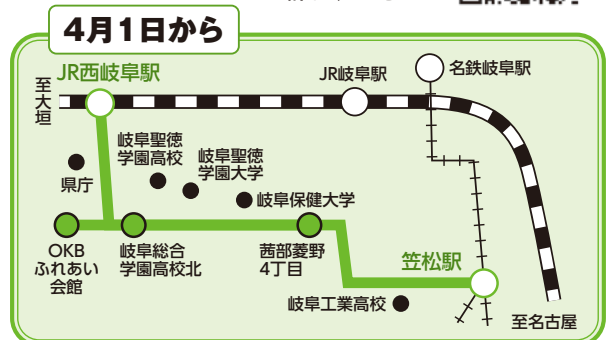 4月1日から
JR西岐阜駅
至大垣
JR岐阜駅
名鉄岐阜駅
県庁
岐阜聖徳
学園高校
岐阜聖徳
学園大学
岐阜保健大学
OKB
ふれあい
会館
岐阜総合
学園高校北
茜部菱野
4丁目
笠松駅
岐阜工業高校
至名古屋